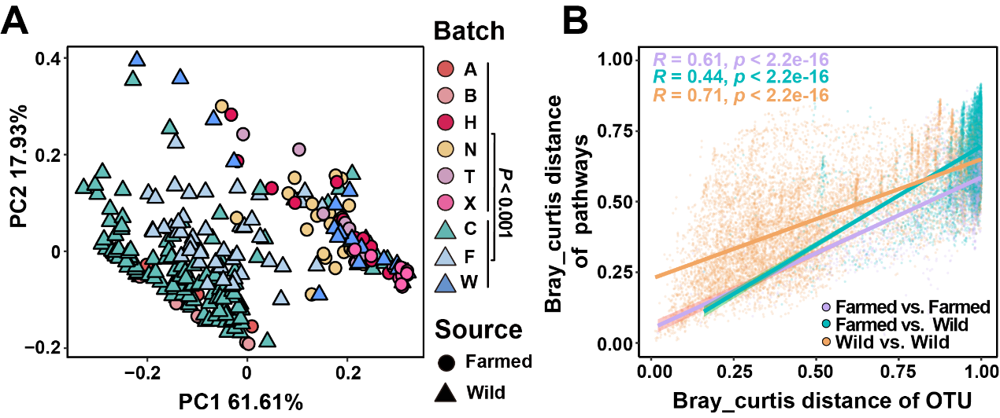 A
PC2 17.93%
0.4
0.2
0
−0.2
−0.2
0
0.2
PC1 61.61%
Batch
A
B
H
N
T
X
C
F
W
P < 0.001
Source
Farmed
Wild
B
Bray_curtis distance
of pathways
1.00
0.75
0.50
0.25
0.00
R = 0.61, p < 2.2e-16
R = 0.44, p < 2.2e-16
R = 0.71, p < 2.2e-16
Farmed vs. Farmed
Farmed vs. Wild
Wild vs. Wild
0.00
0.25
0.50
0.75
1.00
Bray_curtis distance of OTU